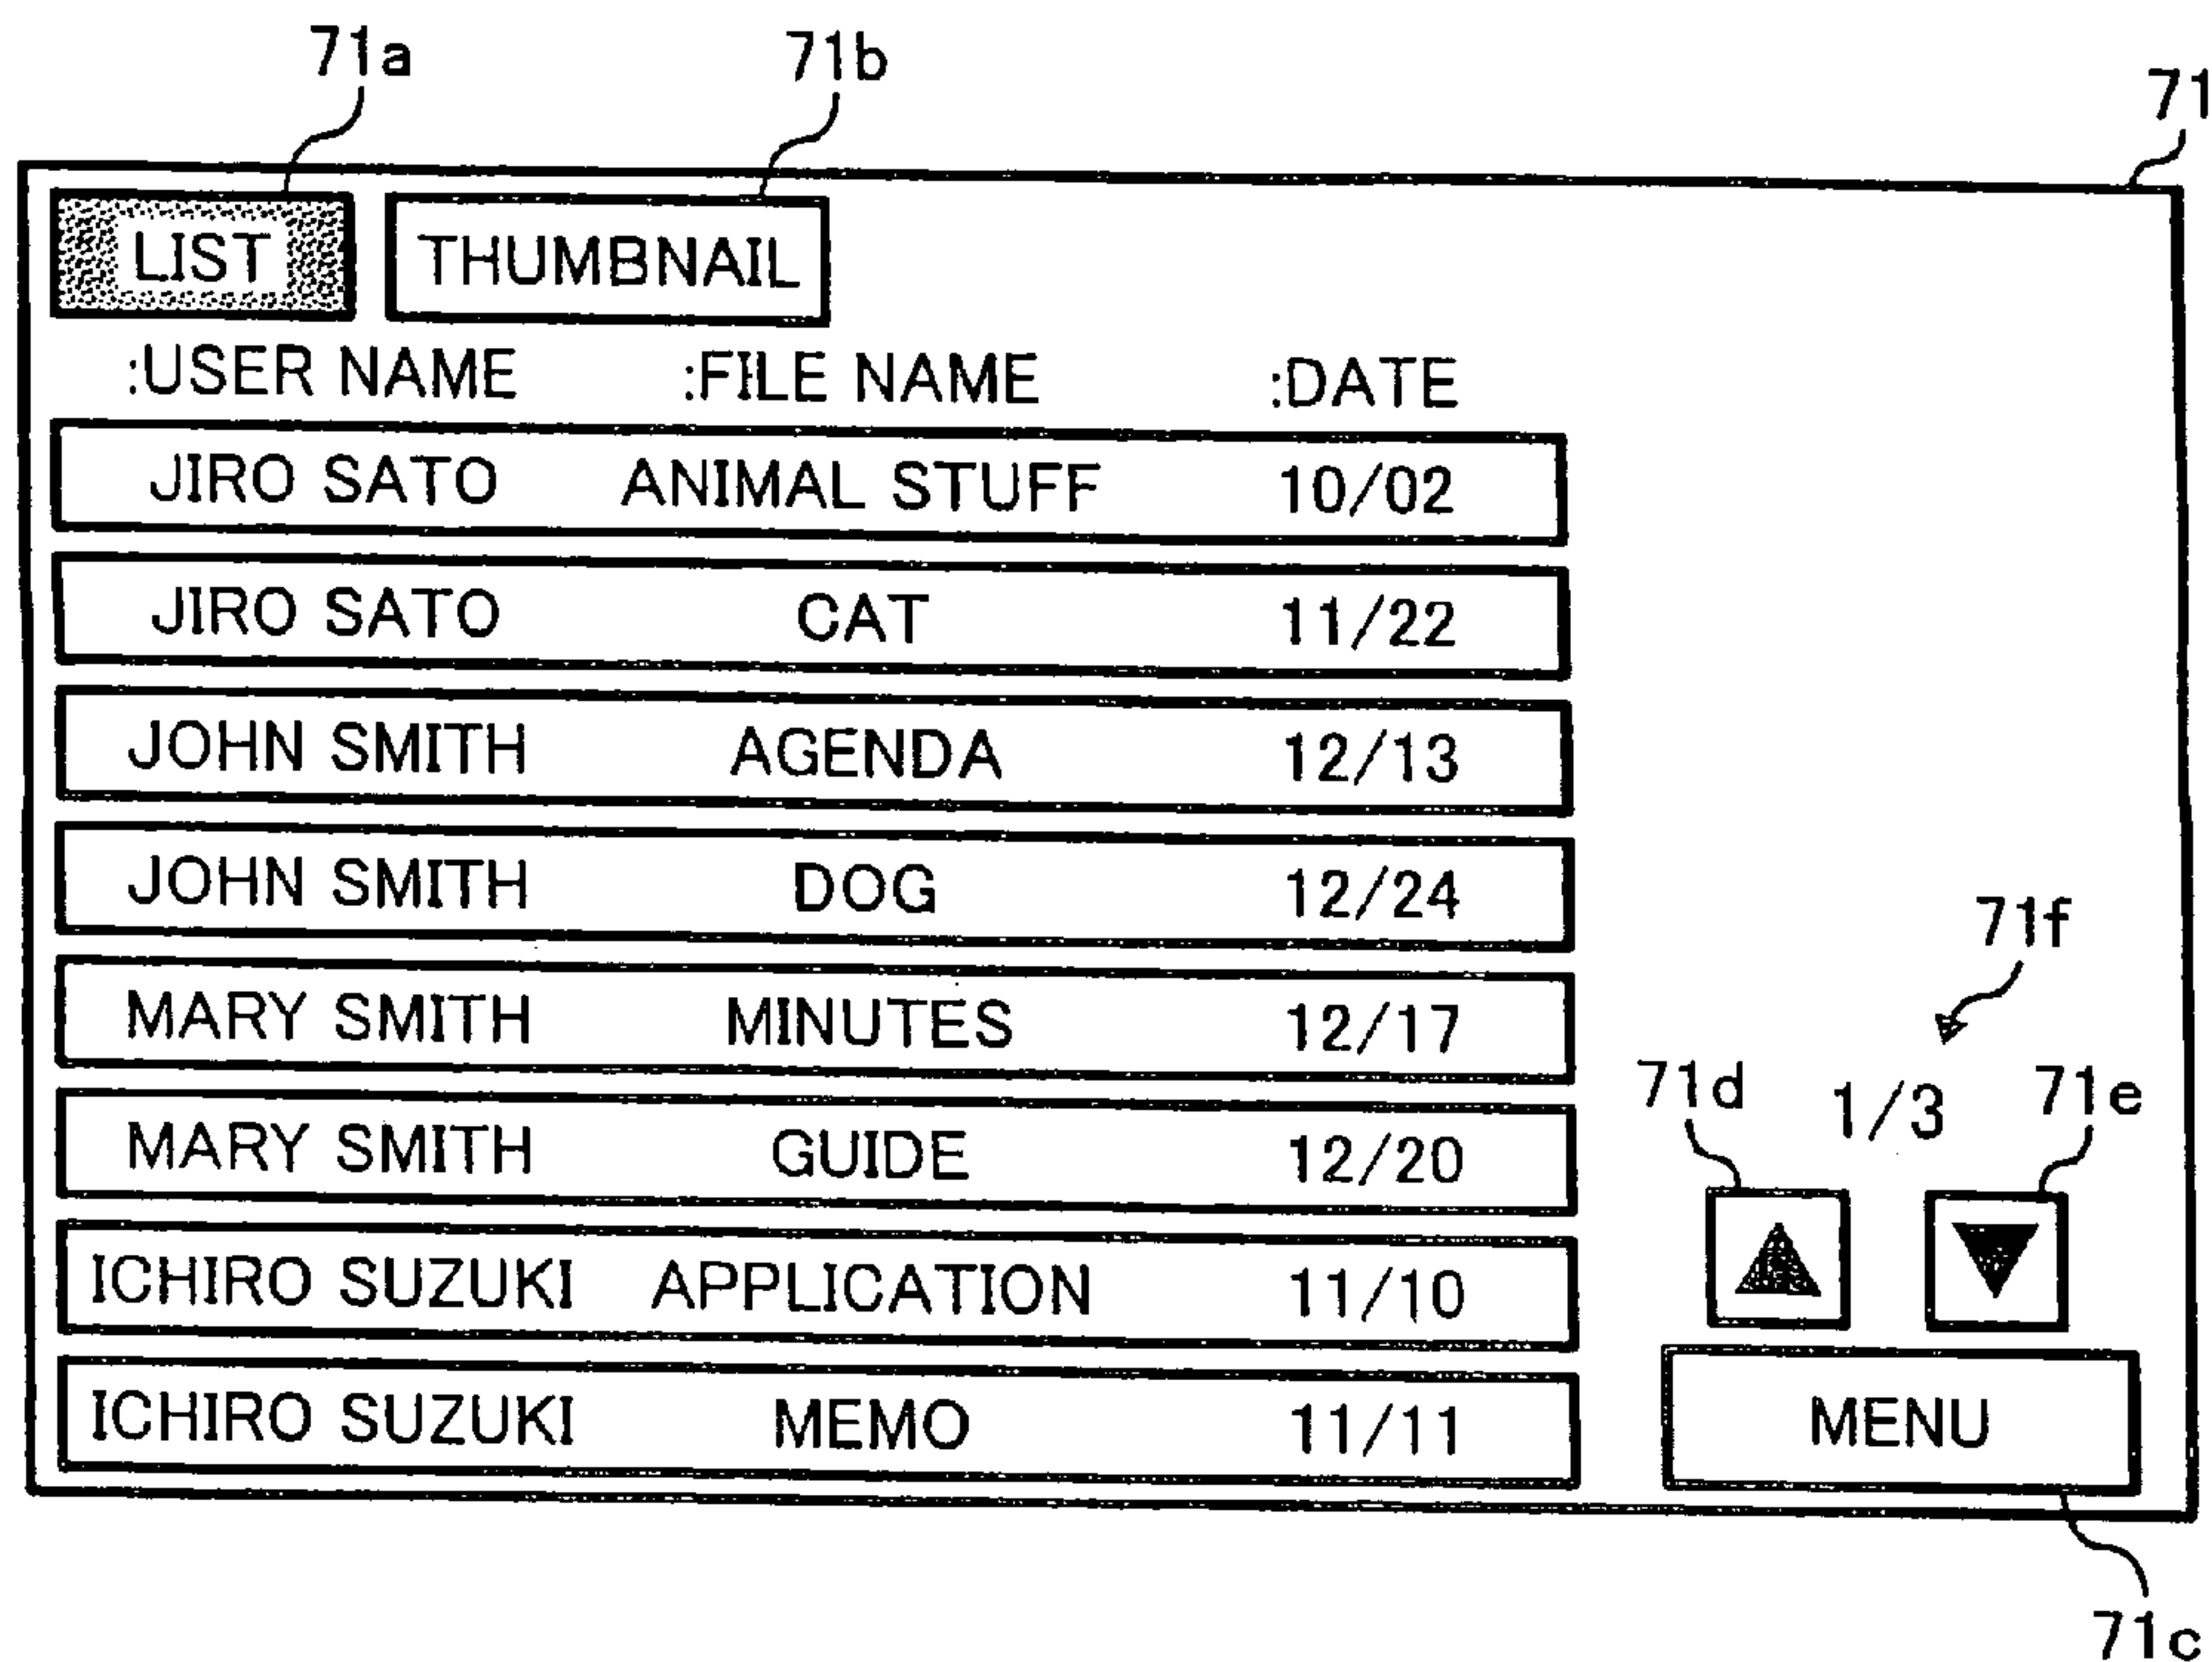 71a 71b
71
LIST THUMBNAIL
:USER NAME :FILE NAME :DATE
JIRO SATO ANIMAL STUFF 10/02
JIRO SATO CAT 11/22
JOHN SMITH AGENDA 12/13
JOHN SMITH DOG 12/24
71f
MARY SMITH MINUTES 12/17
71d 1/3 71e
MARY SMITH GUIDE 12/20
ICHIRO SUZUKI APPLICATION 11/10
ICHIRO SUZUKI MEMO 11/11 MENU
71c